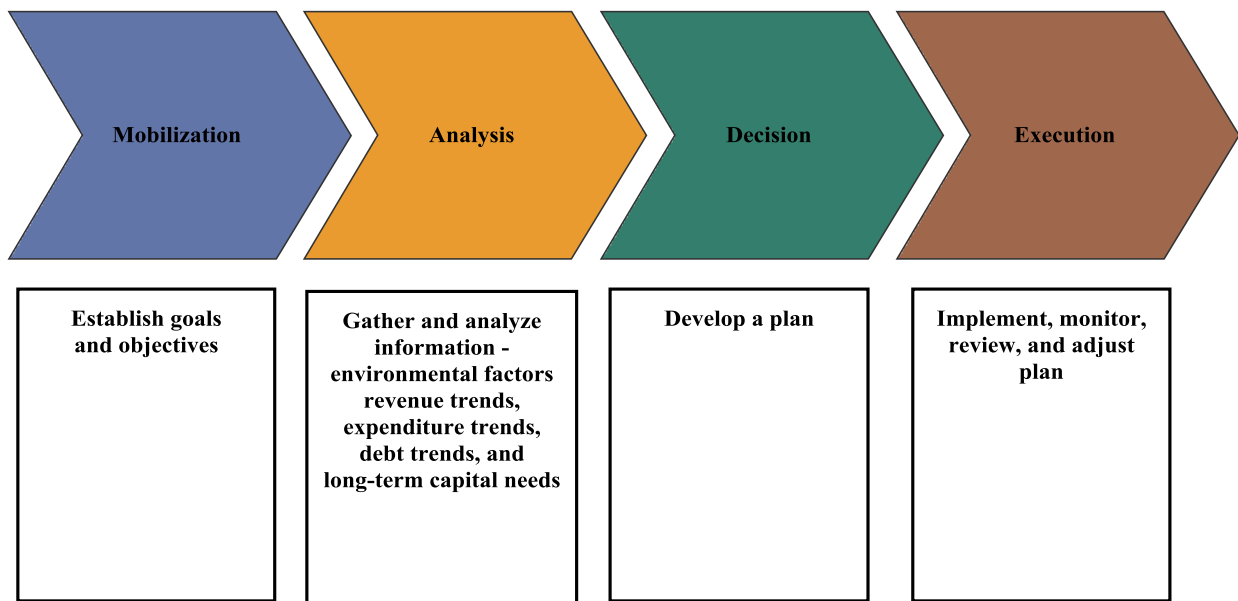 Mobilization
Analysis
Decision
Execution
Establish goals
and objectives
Gather and analyze
information -
environmental factors
revenue trends,
expenditure trends,
debt trends, and
long-term capital needs
Develop a plan
Implement, monitor,
review, and adjust
plan